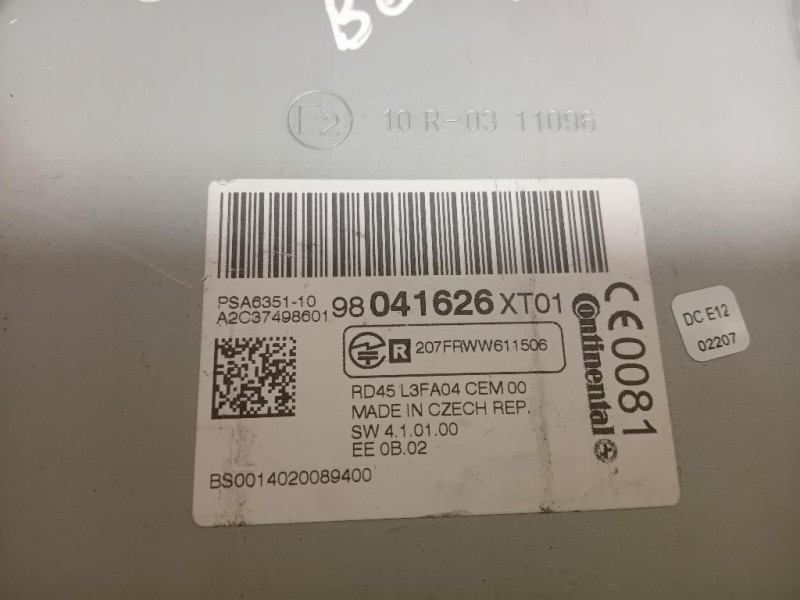 E2 10 R-03 11096
PSA6351-10
A2C37498601
98 041626 XT01
R 207FRWW611506
RD45 L3FA04 CEM 00
MADE IN CZECH REP.
SW 4.1.01.00
EE 0B.02
BS0014020089400
Continental
CE0081
DC E12
02207